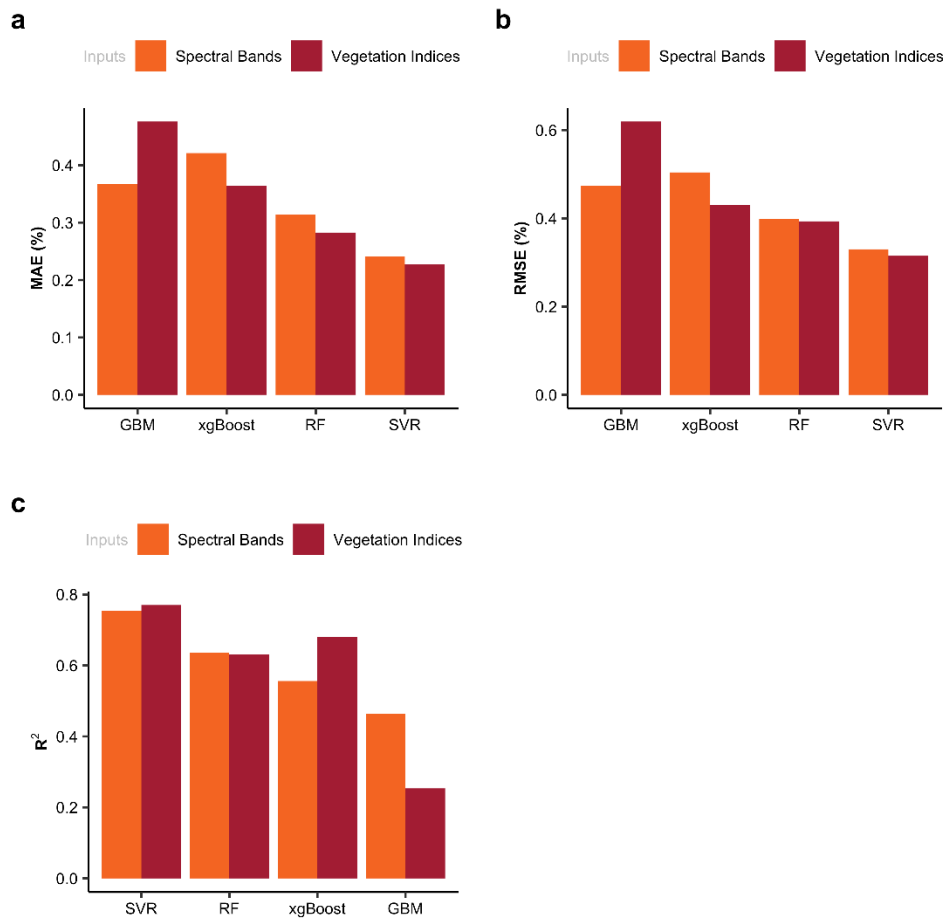 a
Inputs Spectral Bands Vegetation Indices
MAE (%)
0.4
0.3
0.2
0.1
0.0
GBM xgBoost RF SVR
b
Inputs Spectral Bands Vegetation Indices
RMSE (%)
0.6
0.4
0.2
0.0
GBM xgBoost RF SVR
c
Inputs Spectral Bands Vegetation Indices
R²
0.8
0.6
0.4
0.2
0.0
SVR RF xgBoost GBM